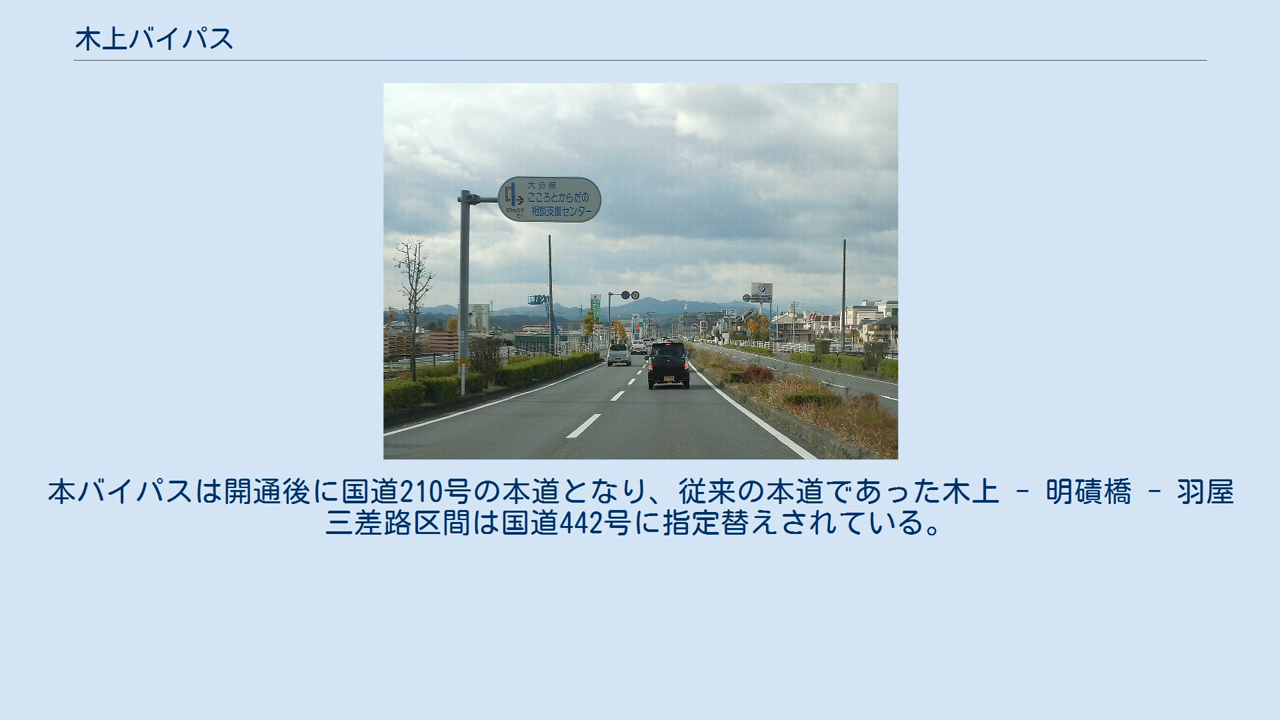 木上バイパス
大分県
こころとからだの
相談支援センター
本バイパスは開通後に国道210号の本道となり、従来の本道であった木上 - 明磧橋 - 羽屋
三差路区間は国道442号に指定替えされている。